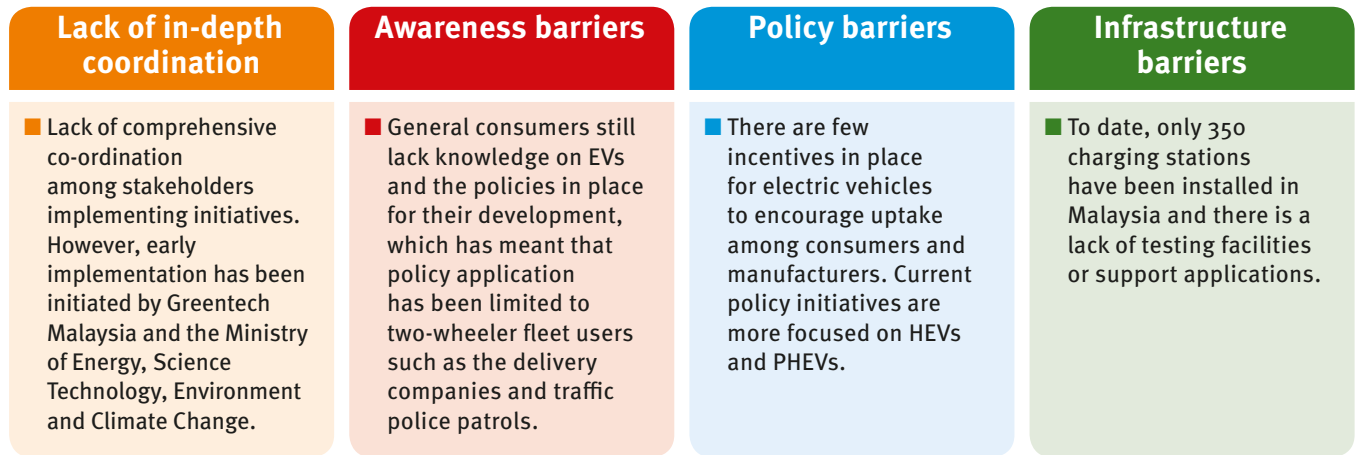 Lack of in-depth
coordination
■ Lack of comprehensive
co-ordination
among stakeholders
implementing initiatives.
However, early
implementation has been
initiated by Greentech
Malaysia and the Ministry
of Energy, Science
Technology, Environment
and Climate Change.
Awareness barriers
■ General consumers still
lack knowledge on EVs
and the policies in place
for their development,
which has meant that
policy application
has been limited to
two-wheeler fleet users
such as the delivery
companies and traffic
police patrols.
Policy barriers
■ There are few
incentives in place
for electric vehicles
to encourage uptake
among consumers and
manufacturers. Current
policy initiatives are
more focused on HEVs
and PHEVs.
Infrastructure
barriers
■ To date, only 350
charging stations
have been installed in
Malaysia and there is a
lack of testing facilities
or support applications.